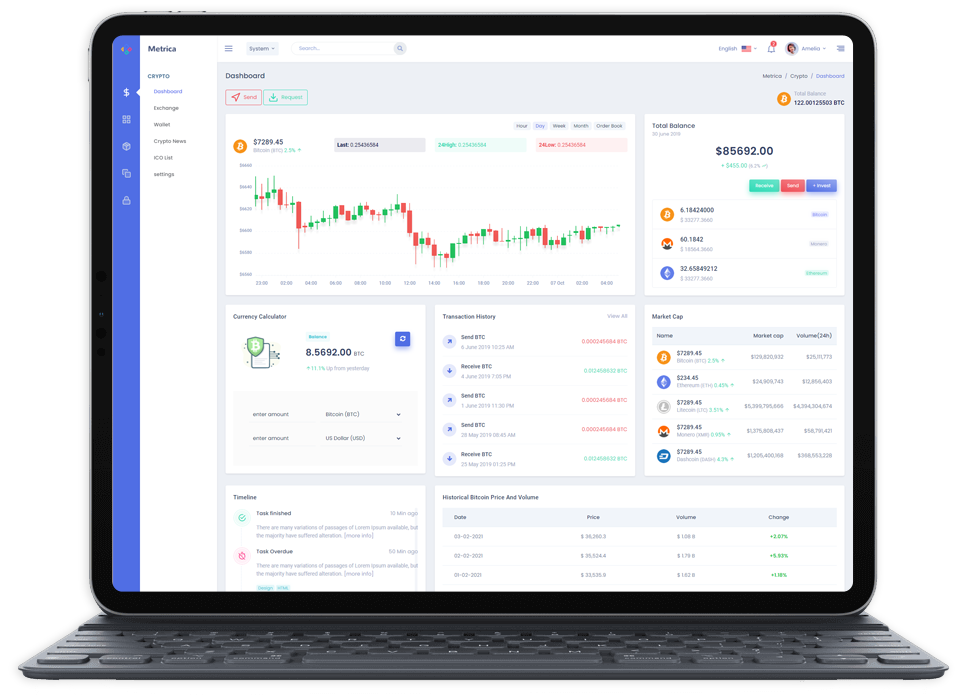 Metrica
System
Search...
English
2
Amelia
CRYPTO
Dashboard
Exchange
Wallet
Crypto News
ICO List
settings
Dashboard
Metrica / Crypto / Dashboard
Send
Request
Total Balance
122.00125503 BTC
Hour Day Week Month Order Book
$7289.45
Bitcoin (BTC) 2.3%
Last: 0.25436584
24High: 0.25436584
24Low: 0.25436584
$6660
$6640
$6620
$6600
$6580
$6560
23:00 02:00 04:00 06:00 08:00 10:00 12:00 14:00 16:00 18:00 20:00 22:00 07 Oct 02:00 04:00
Total Balance
30 june 2019
$85692.00
+ $455.00 (6.2% )
Receive
Send
+ Invest
6.18424000
$ 33277.3660
Bitcoin
60.1842
$ 18564.3660
Monero
32.65849212
$ 33277.3660
Ethereum
Currency Calculator
Balance
8.5692.00 BTC
11.1% Up from yesterday
enter amount
Bitcoin (BTC)
enter amount
US Dollar (USD)
Transaction History
View All
Send BTC
6 June 2019 10:25 AM
0.000245658 BTC
Receive BTC
4 June 2019 7:05 PM
0.012458632 BTC
Send BTC
1 June 2019 11:30 PM
0.000245658 BTC
Send BTC
28 May 2019 09:45 AM
0.000245658 BTC
Receive BTC
25 May 2019 01:25 PM
0.012458632 BTC
Market Cap
Name Market cap Volume(24h)
$7289.45
Bitcoin (BTC) 2.5%
$129,820,932
$25,111,773
$234.45
Ethereum (ETH) 0.45%
$24,909,743
$12,856,403
$7289.45
Litecoin (LTC) 3.51%
$5,399,795,666
$4,394,304,674
$7289.45
Monero (XMR) 0.95%
$1,375,808,437
$58,791,421
$7289.45
Dashcoin (DASH) 4.3%
$1,205,400,168
$368,553,228
Timeline
Task finished
10 Min ago
There are many variations of passages of Lorem Ipsum available, but
the majority have suffered alteration. [more info]
Task Overdue
50 Min ago
There are many variations of passages of Lorem Ipsum available, but
the majority have suffered alteration. [more info]
Design HTML
Historical Bitcoin Price And Volume
Date Price Volume Change
03-02-2021 $ 36,260.3 $ 1.08 B +2.07%
02-02-2021 $ 35,524.4 $ 1.79 B +5.93%
01-02-2021 $ 33,535.9 $ 1.62 B +1.18%